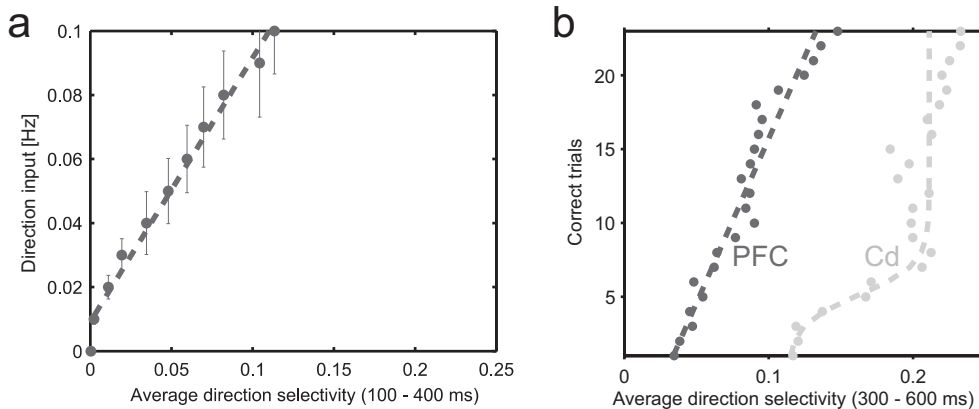 a
Direction input [Hz]
0.1
0.08
0.06
0.04
0.02
0
0 0.05 0.1 0.15 0.2 0.25
Average direction selectivity (100 - 400 ms)
b
Correct trials
20
15
10
5
PFC
Cd
0 0.1 0.2
Average direction selectivity (300 - 600 ms)